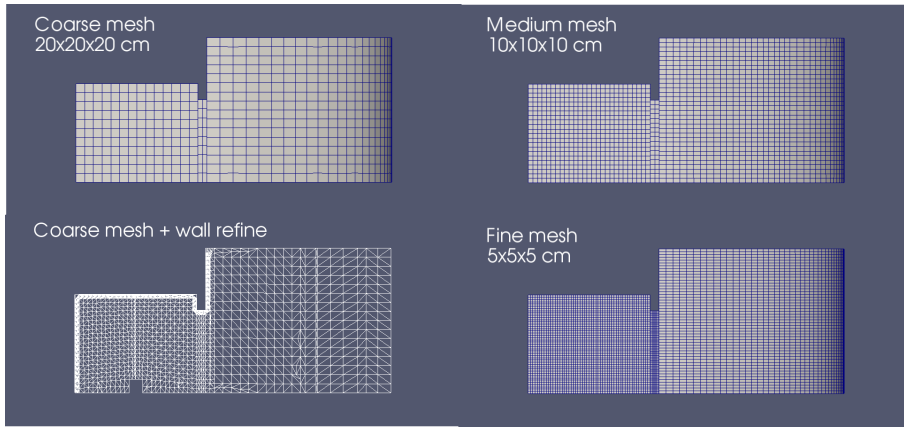 Coarse mesh
20x20x20 cm
Medium mesh
10x10x10 cm
Coarse mesh + wall refine
Fine mesh
5x5x5 cm